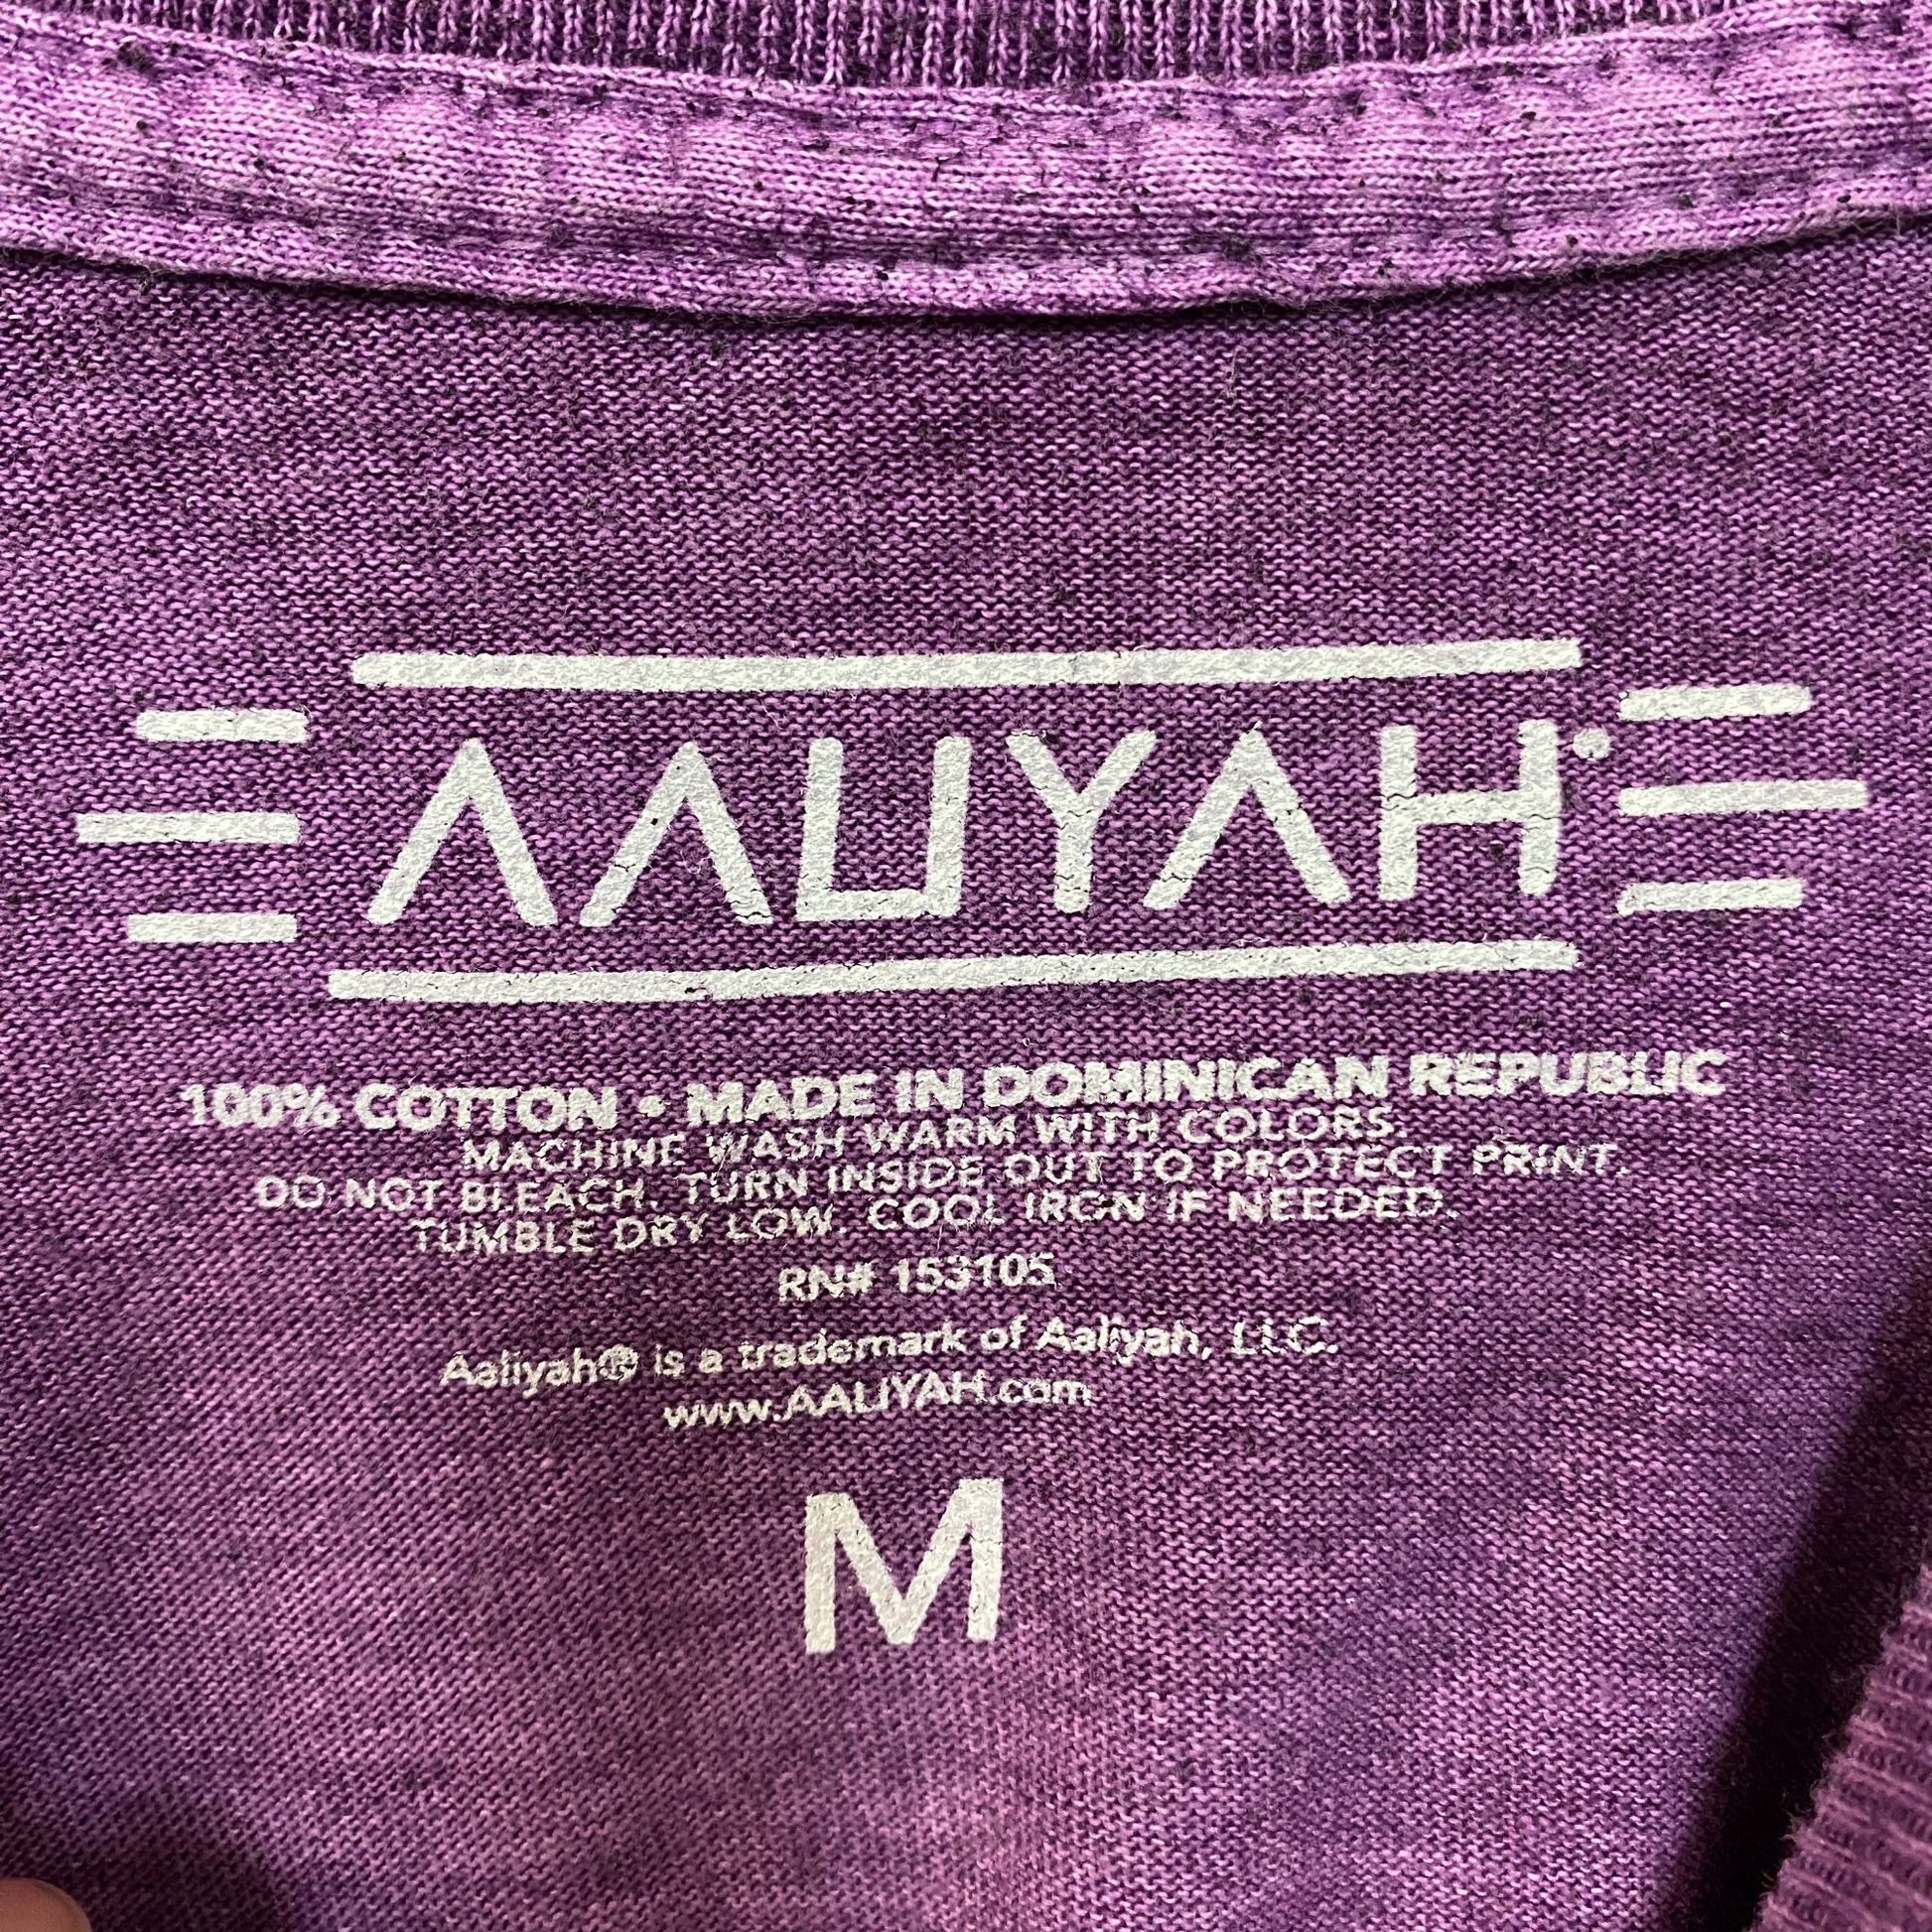 AALIYAH
100% COTTON • MADE IN DOMINICAN REPUBLIC
MACHINE WASH WARM WITH COLORS.
DO NOT BLEACH. TURN INSIDE OUT TO PROTECT PRINT.
TUMBLE DRY LOW. COOL IRON IF NEEDED.
RN# 153105
Aaliyah® is a trademark of Aaliyah, LLC.
www.AALIYAH.com
M